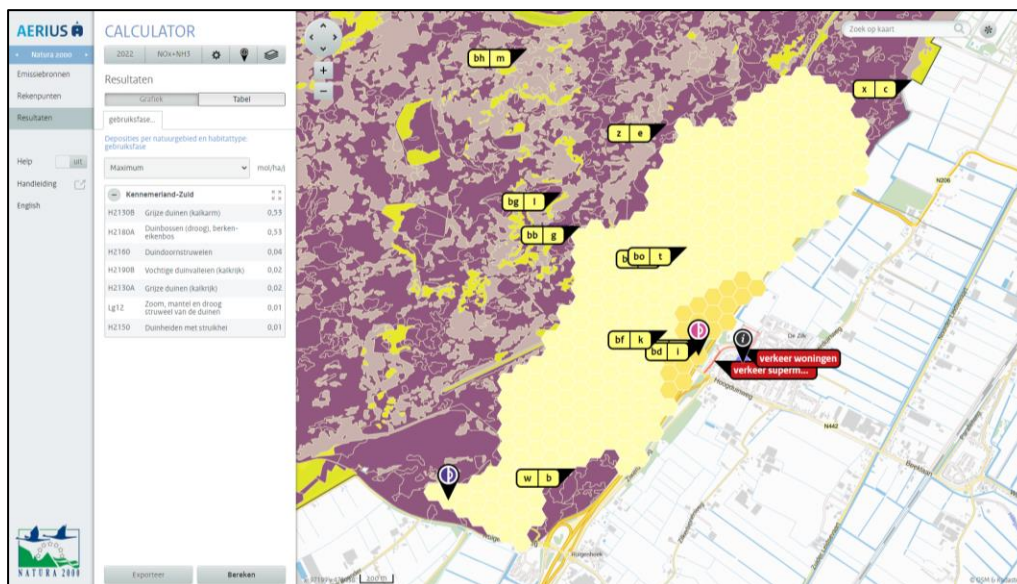 AERIUS
Natura 2000
Emissiebronnen
Rekenpunten
Resultaten
Help
uit
Handleiding
English
NATURA 2000
CALCULATOR
2022
NOx+NH3
Resultaten
Grafiek
Tabel
gebruiksfase...
Deposities per natuurgebied en habitattype:
gebruiksfase
Maximum
mol/ha/j
Kennemerland-Zuid
H2130B Grijze duinen (kalkarm) 0,53
H2180A Duinbossen (droog), berken-
eikenbos 0,53
H2160 Duindoornstruwelen 0,04
H2190B Vochtige duinvalleien (kalkrijk) 0,02
H2130A Grijze duinen (kalkrijk) 0,02
Lg12 Zoom, mantel en droog
struweel van de duinen 0,01
H2150 Duinheiden met struikhei 0,01
Exporteer
Bereken
Zoek op kaart
bh m
x c
z e
N206
bg l
bb g
bo t
bf k
bd i
De Zilk
verkeer woningen
verkeer superm...
Hoogduinweg
N442
w b
200 m